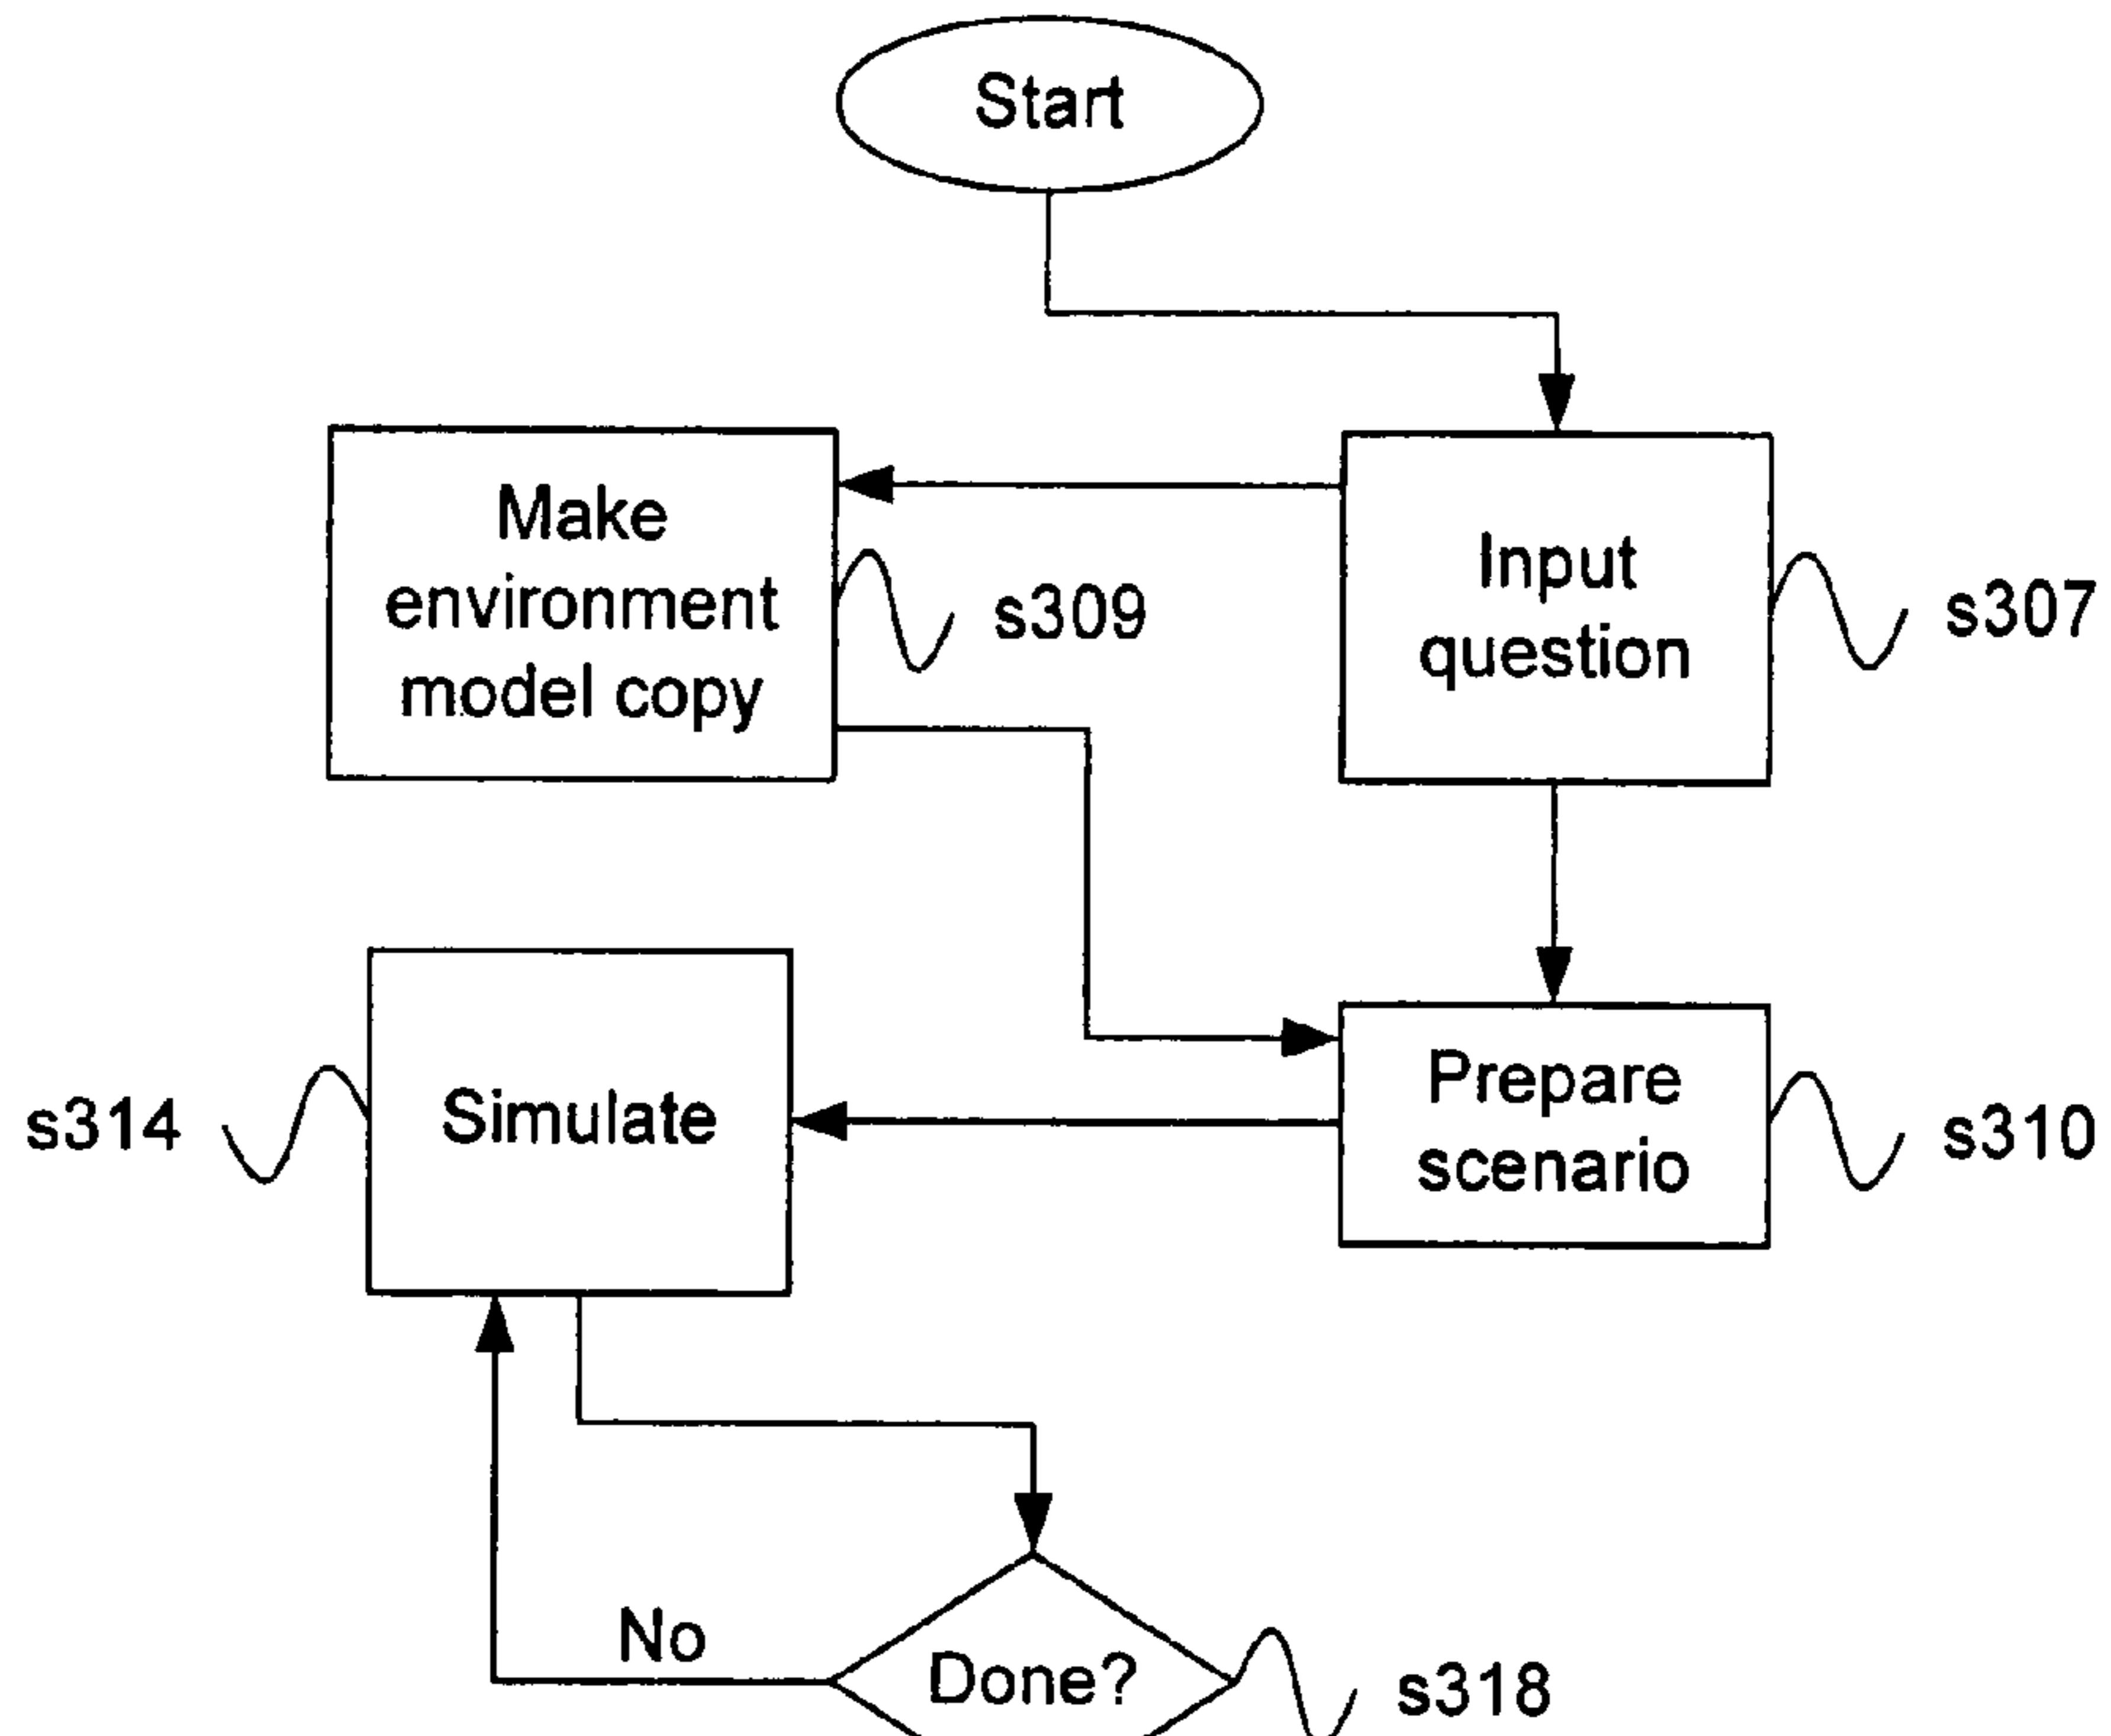 Start
Make
environment
model copy
s309
Input
question
s307
s314
Simulate
Prepare
scenario
s310
No
Done?
s318